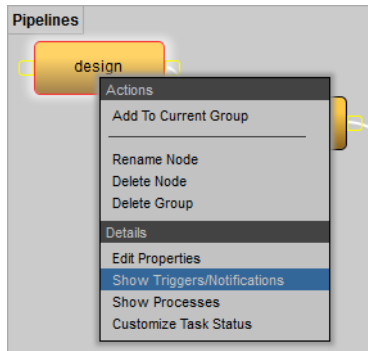 Pipelines
design
Actions
Add To Current Group
Rename Node
Delete Node
Delete Group
Details
Edit Properties
Show Triggers/Notifications
Show Processes
Customize Task Status